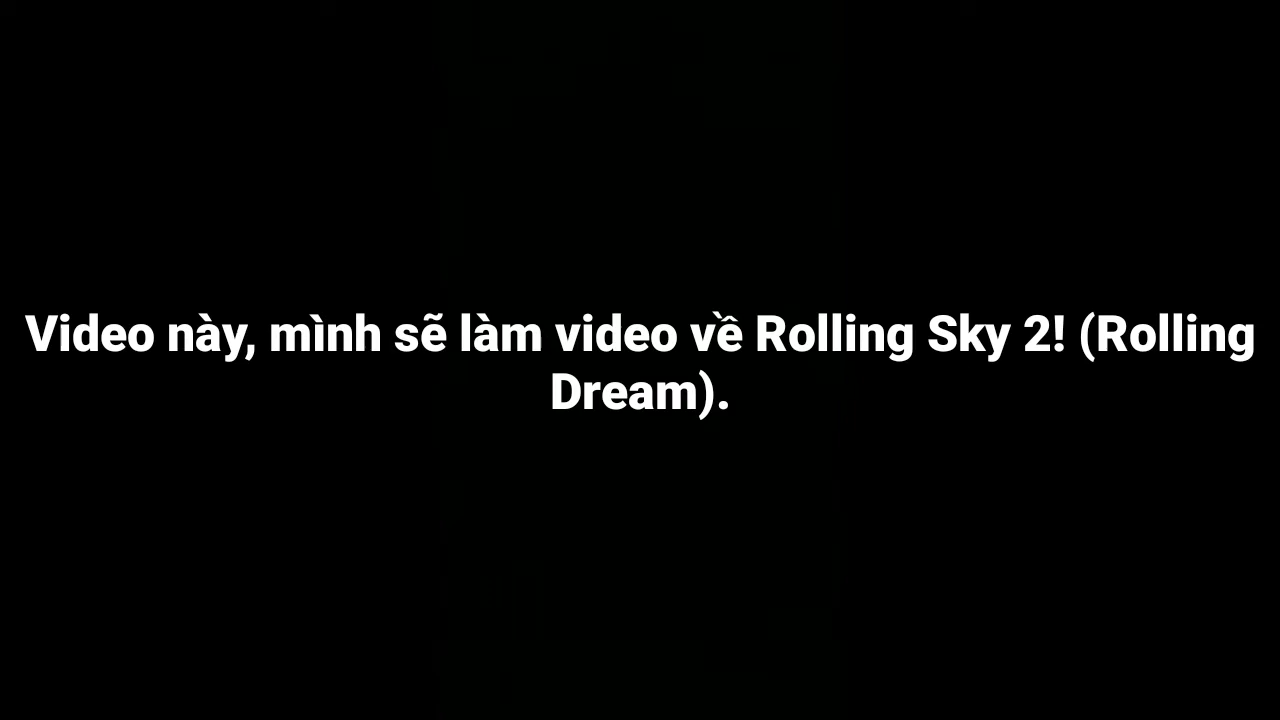 Video này, mình sẽ làm video về Rolling Sky 2! (Rolling
Dream).